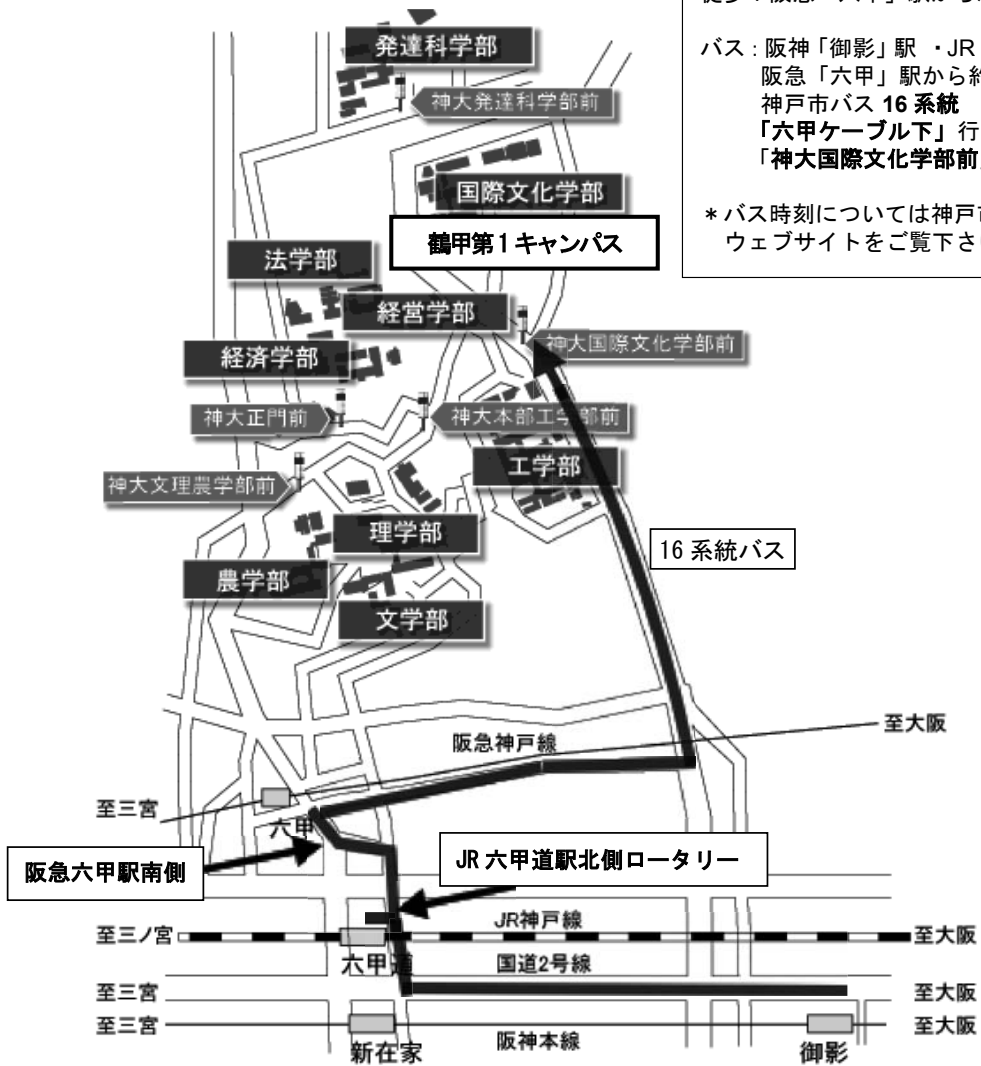 バス：阪神「御影」駅 ・JR
阪急「六甲」駅から約
神戸市バス 16 系統
「六甲ケーブル下」行
「神大国際文化学部前
＊バス時刻については神戸市
ウェブサイトをご覧下さい
発達科学部
神大発達科学部前
国際文化学部
鶴甲第1キャンパス
法学部
経営学部
神大国際文化学部前
経済学部
神大正門前
神大本部工学部前
工学部
神大文理農学部前
理学部
16 系統バス
農学部
文学部
至大阪
阪急神戸線
至三宮
六甲
阪急六甲駅南側
JR 六甲道駅北側ロータリー
JR神戸線
至三ノ宮
至大阪
六甲道
国道2号線
至三宮
至大阪
至三宮
至大阪
阪神本線
新在家
御影